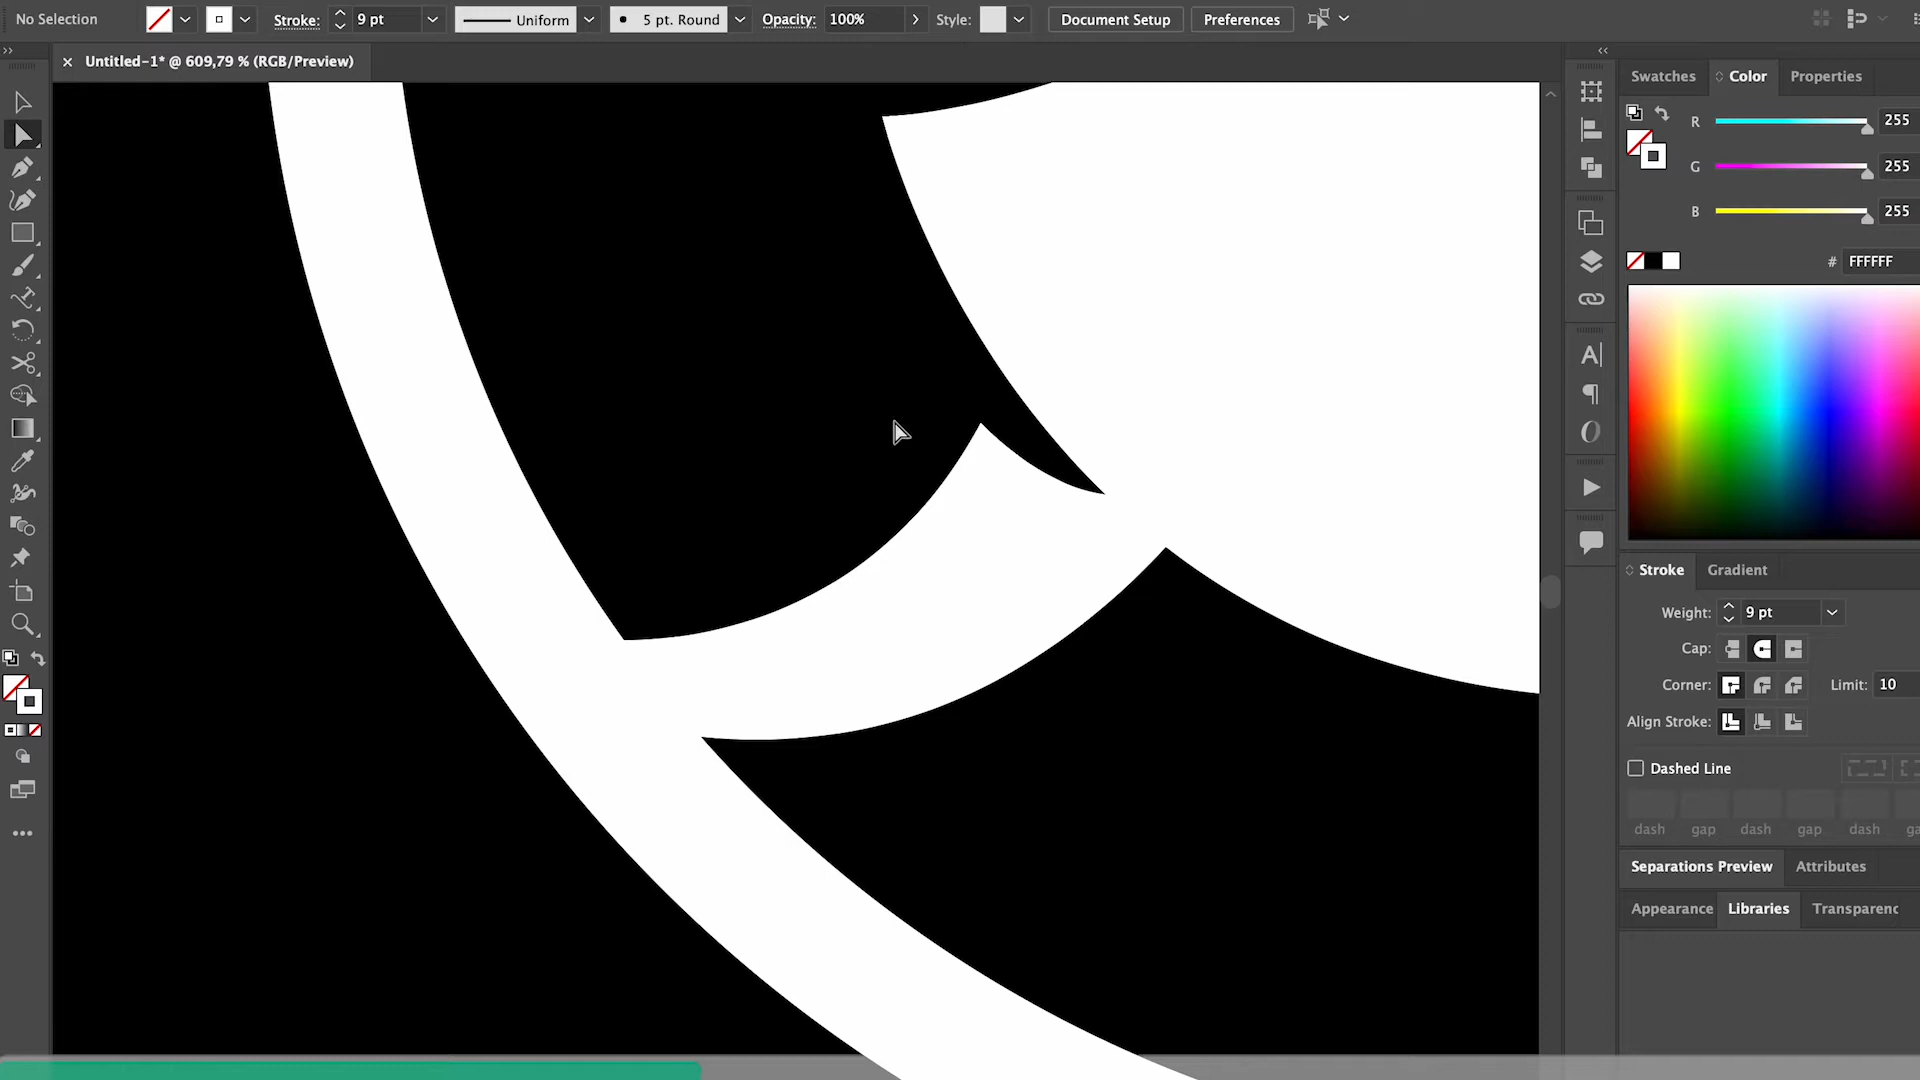 No Selection
Stroke: 9 pt
Uniform
5 pt. Round
Opacity: 100%
Style:
Document Setup
Preferences
× Untitled-1* @ 609,79 % (RGB/Preview)
Swatches Color Properties
R 255
G 166
B 255
# FFFFFF
Stroke Gradient
Weight: 9 pt
Cap:
Corner: Limit: 10
Align Stroke:
Dashed Line
dash gap dash gap dash ga
Separations Preview Attributes
Appearance Libraries Transparenc